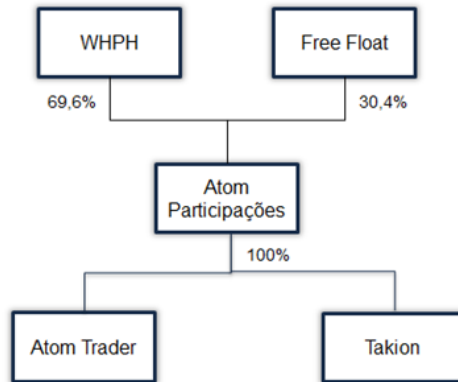 WHPH
Free Float
69,6%
30,4%
Atom
Participações
100%
Atom Trader
Takion